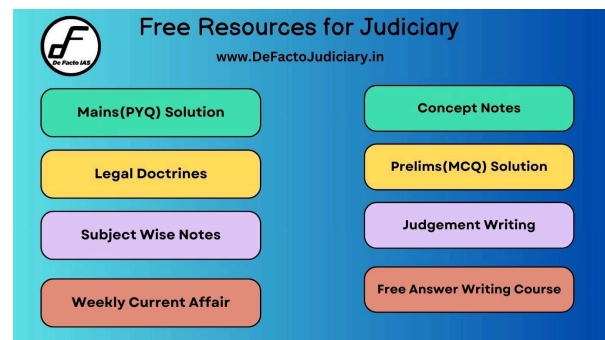 Free Resources for Judiciary
De Facto IAS
www.DeFactoJudiciary.in
Mains(PYQ) Solution
Concept Notes
Legal Doctrines
Prelims(MCQ) Solution
Subject Wise Notes
Judgement Writing
Weekly Current Affair
Free Answer Writing Course